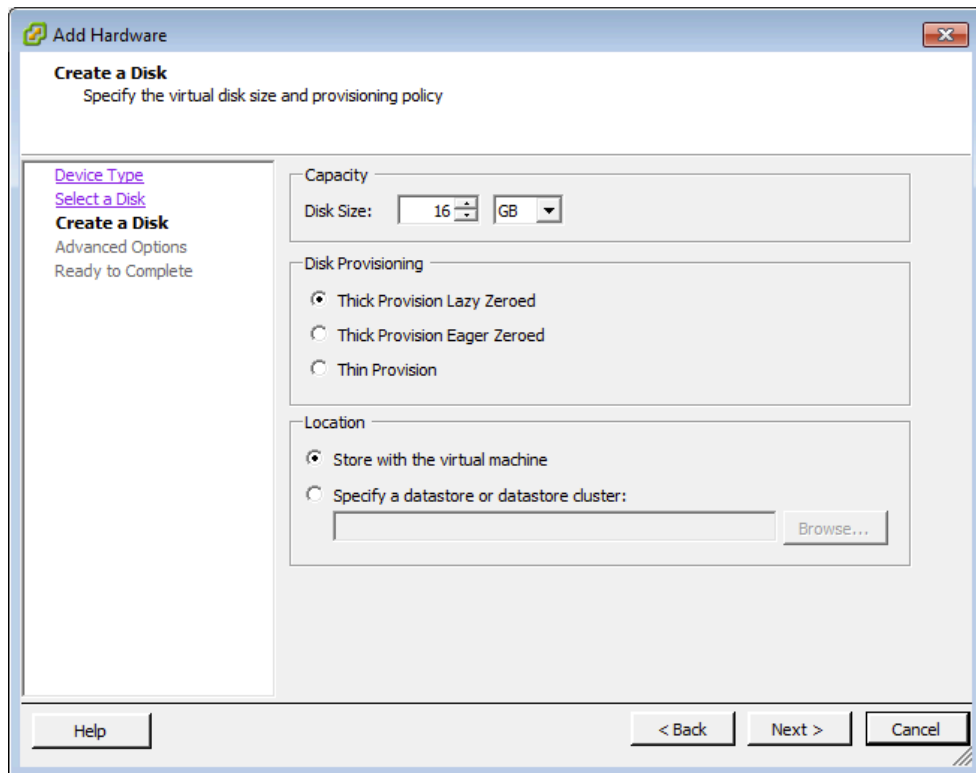 Add Hardware
Create a Disk
Specify the virtual disk size and provisioning policy
Device Type
Select a Disk
Create a Disk
Advanced Options
Ready to Complete
Capacity
Disk Size: 16 GB
Disk Provisioning
Thick Provision Lazy Zeroed
Thick Provision Eager Zeroed
Thin Provision
Location
Store with the virtual machine
Specify a datastore or datastore cluster:
Browse...
Help
< Back
Next >
Cancel